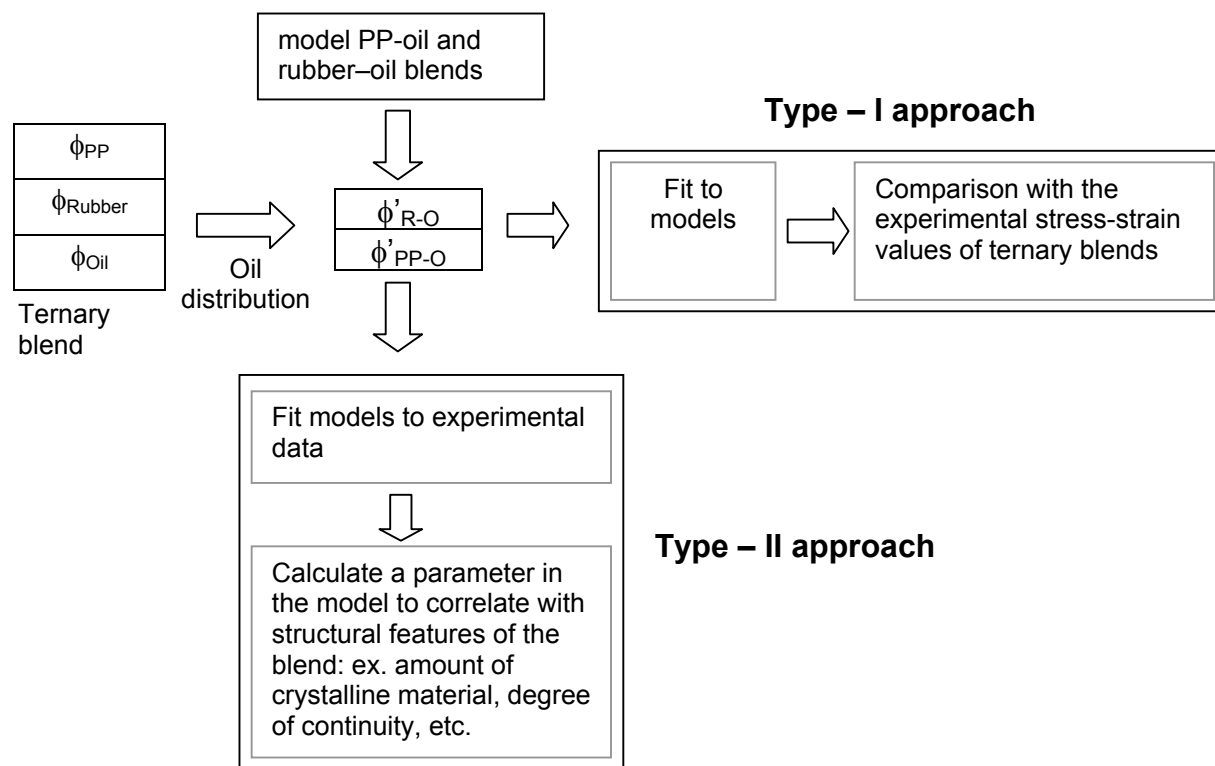 model PP-oil and
rubber–oil blends
Type – I approach
ϕPP
ϕRubber
ϕOil
Ternary
blend
Oil
distribution
ϕ’R-O
ϕ’PP-O
Fit to
models
Comparison with the
experimental stress-strain
values of ternary blends
Fit models to experimental
data
Type – II approach
Calculate a parameter in
the model to correlate with
structural features of the
blend: ex. amount of
crystalline material, degree
of continuity, etc.